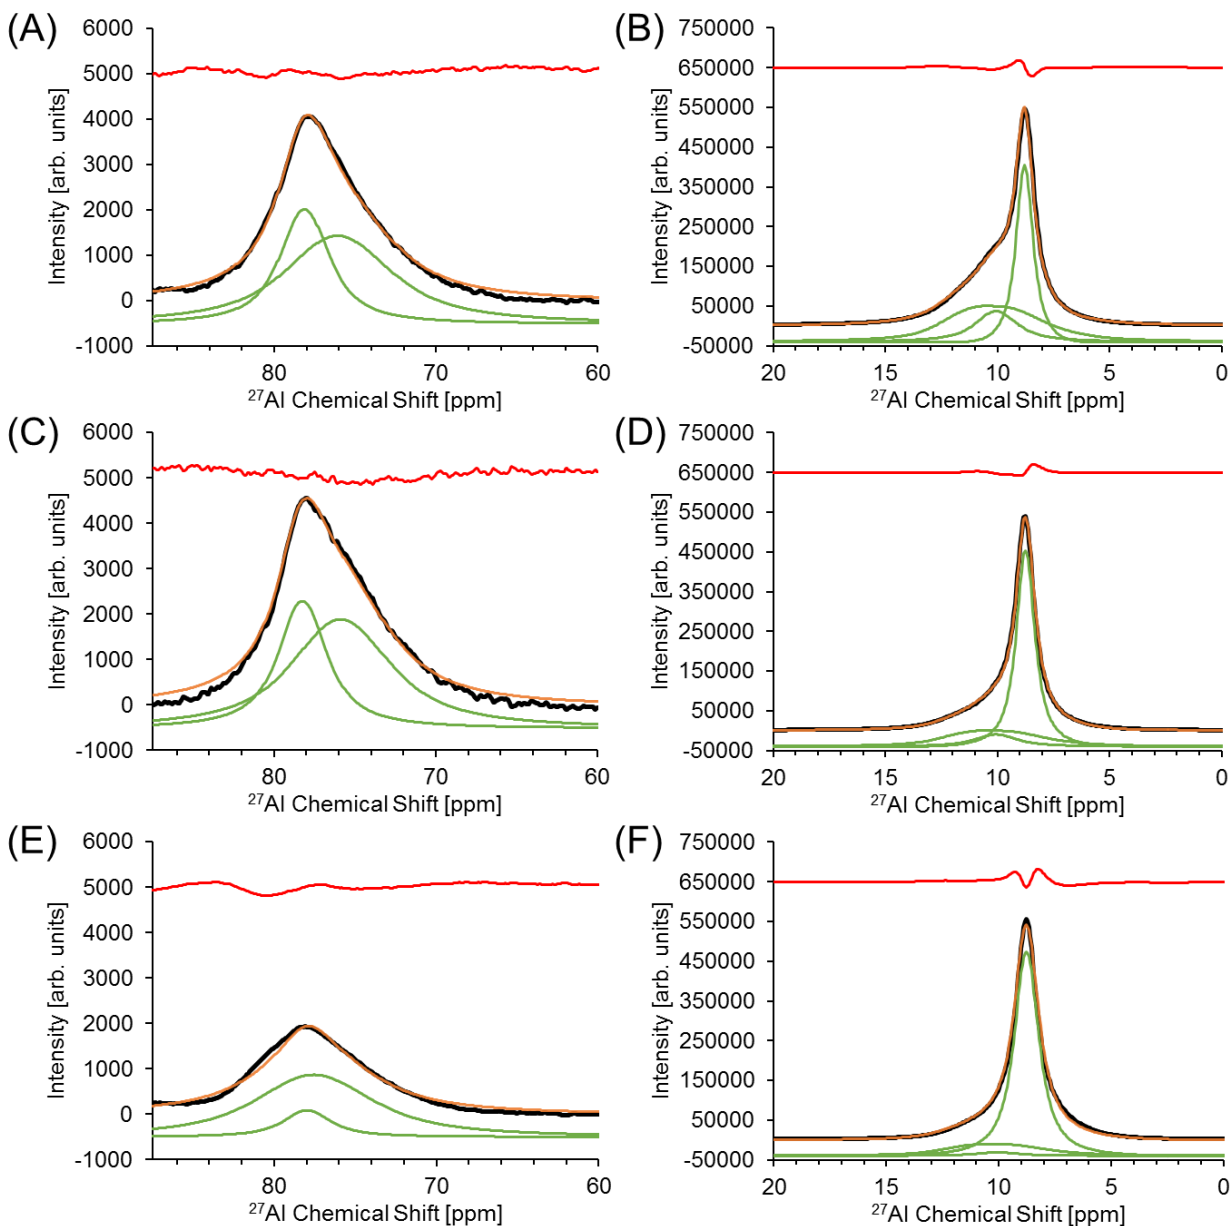 (A)
Intensity [arb. units]
6000
5000
4000
3000
2000
1000
0
-1000
80 70 60
²⁷Al Chemical Shift [ppm]
(B)
Intensity [arb. units]
750000
650000
550000
450000
350000
250000
150000
50000
-50000
20 15 10 5 0
²⁷Al Chemical Shift [ppm]
(C)
Intensity [arb. units]
6000
5000
4000
3000
2000
1000
0
-1000
80 70 60
²⁷Al Chemical Shift [ppm]
(D)
Intensity [arb. units]
750000
650000
550000
450000
350000
250000
150000
50000
-50000
20 15 10 5 0
²⁷Al Chemical Shift [ppm]
(E)
Intensity [arb. units]
6000
5000
4000
3000
2000
1000
0
-1000
80 70 60
²⁷Al Chemical Shift [ppm]
(F)
Intensity [arb. units]
750000
650000
550000
450000
350000
250000
150000
50000
-50000
20 15 10 5 0
²⁷Al Chemical Shift [ppm]